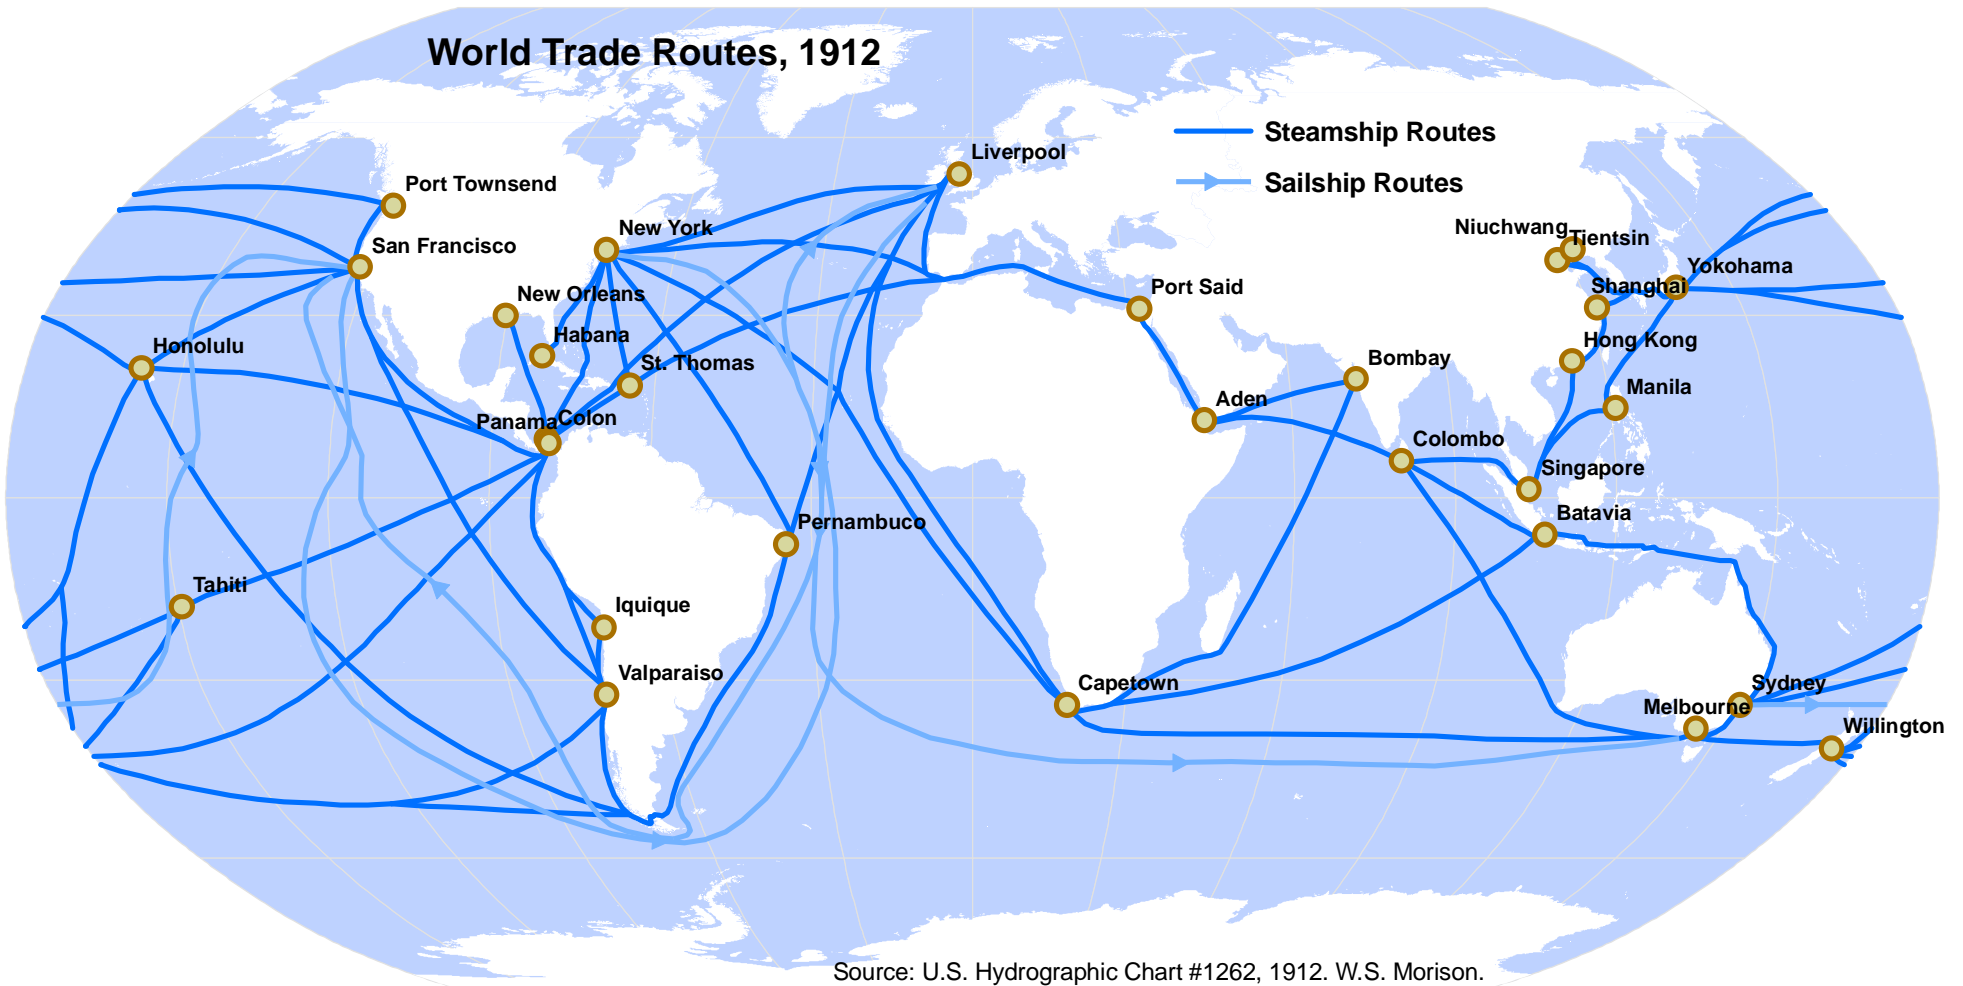 World Trade Routes, 1912
Steamship Routes
Sailship Routes
Liverpool
Port Townsend
New York
Niuchwang
Tientsin
San Francisco
Yokohama
Port Said
Shanghai
New Orleans
Habana
Hong Kong
Honolulu
St. Thomas
Bombay
Manila
Aden
Panama
Colon
Colombo
Singapore
Batavia
Pernambuco
Tahiti
Iquique
Valparaiso
Capetown
Sydney
Melbourne
Willington
Source: U.S. Hydrographic Chart #1262, 1912. W.S. Morison.